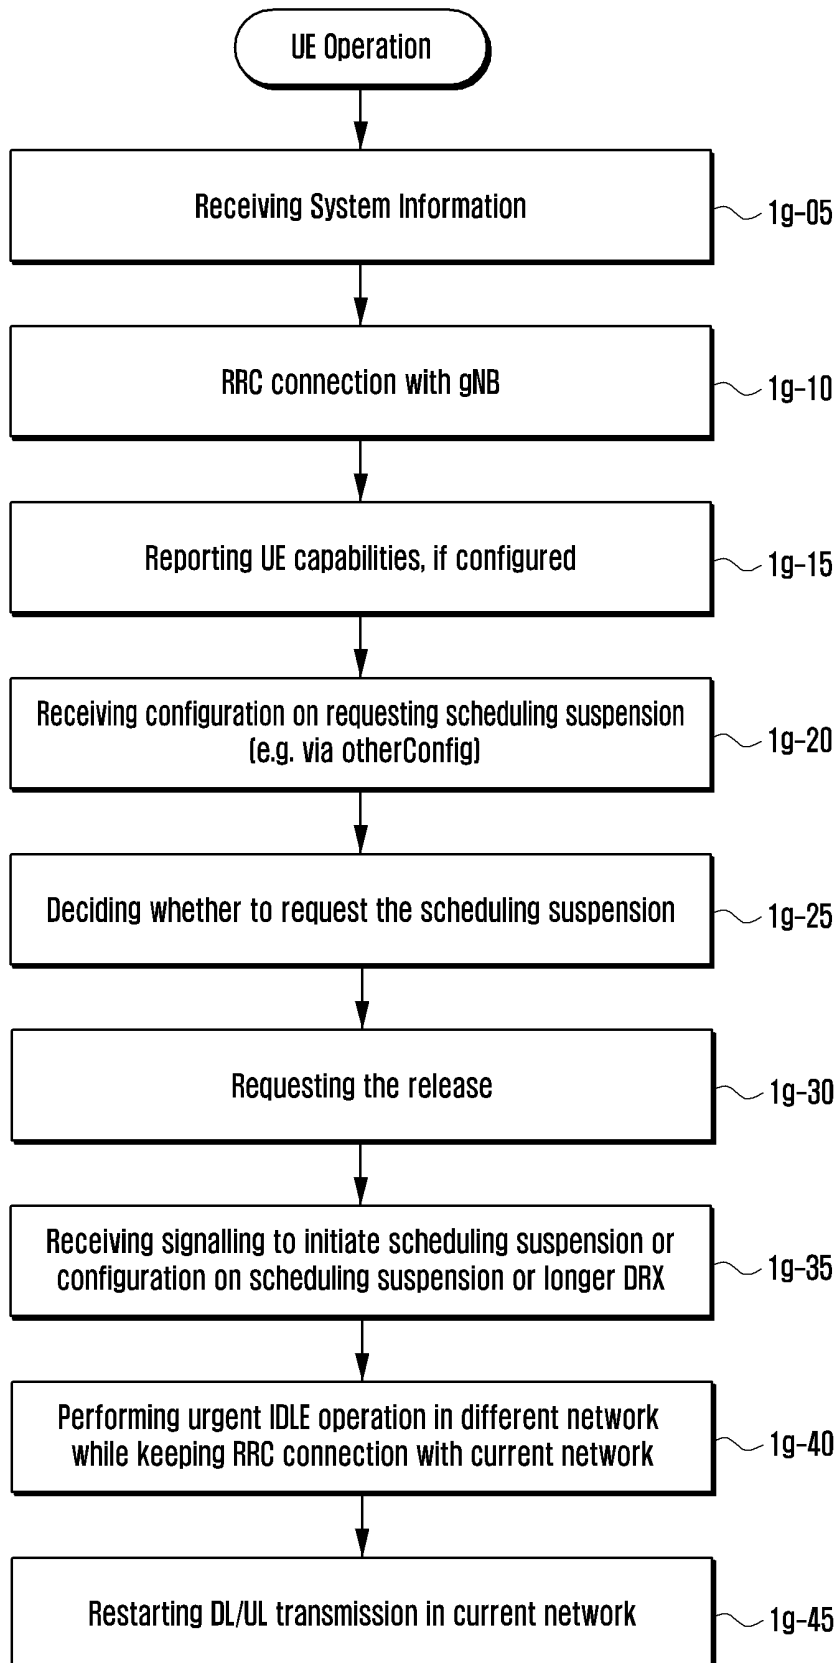 UE Operation
Receiving System Information
1g-05
RRC connection with gNB
1g-10
Reporting UE capabilities, if configured
1g-15
Receiving configuration on requesting scheduling suspension
(e.g. via otherConfig)
1g-20
Deciding whether to request the scheduling suspension
1g-25
Requesting the release
1g-30
Receiving signalling to initiate scheduling suspension or
configuration on scheduling suspension or longer DRX
1g-35
Performing urgent IDLE operation in different network
while keeping RRC connection with current network
1g-40
Restarting DL/UL transmission in current network
1g-45